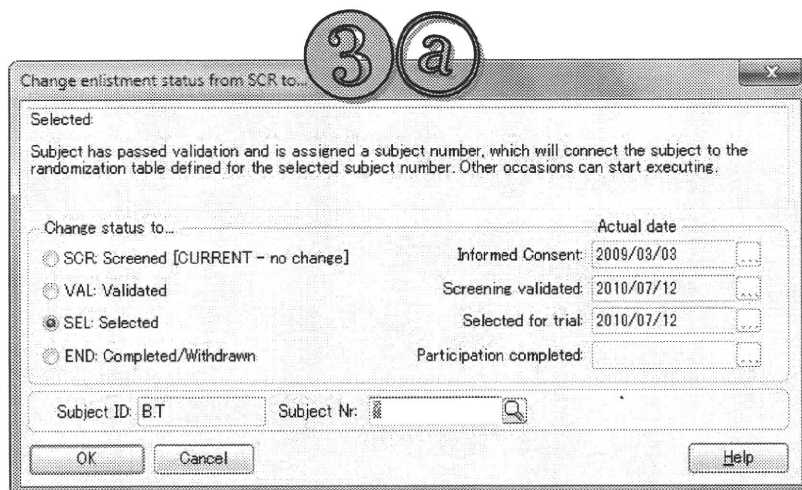 3 a
Change enlistment status from SCR to...
Selected:
Subject has passed validation and is assigned a subject number, which will connect the subject to the
randomization table defined for the selected subject number. Other occasions can start executing.
Change status to...
Actual date
SCR: Screened [CURRENT - no change]
Informed Consent: 2009/03/03 ...
VAL: Validated
Screening validated: 2010/07/12 ...
SEL: Selected
Selected for trial: 2010/07/12 ...
END: Completed/Withdrawn
Participation completed: ...
Subject ID: B.T Subject Nr:
OK Cancel Help